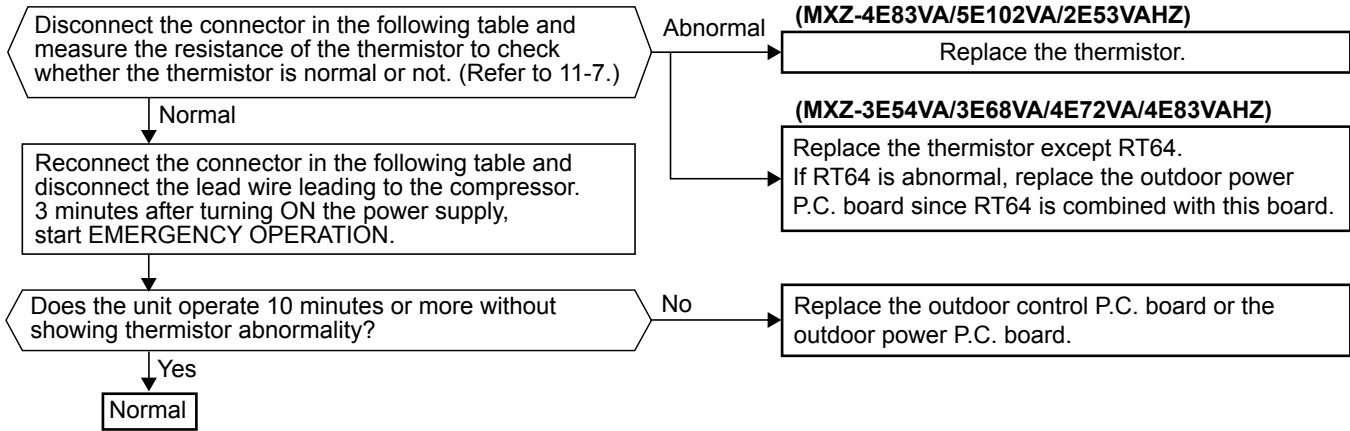 Disconnect the connector in the following table and
measure the resistance of the thermistor to check
whether the thermistor is normal or not. (Refer to 11-7.)
Abnormal
(MXZ-4E83VA/5E102VA/2E53VAHZ)
Replace the thermistor.
(MXZ-3E54VA/3E68VA/4E72VA/4E83VAHZ)
Replace the thermistor except RT64.
If RT64 is abnormal, replace the outdoor power
P.C. board since RT64 is combined with this board.
Normal
Reconnect the connector in the following table and
disconnect the lead wire leading to the compressor.
3 minutes after turning ON the power supply,
start EMERGENCY OPERATION.
Does the unit operate 10 minutes or more without
showing thermistor abnormality?
No
Replace the outdoor control P.C. board or the
outdoor power P.C. board.
Yes
Normal